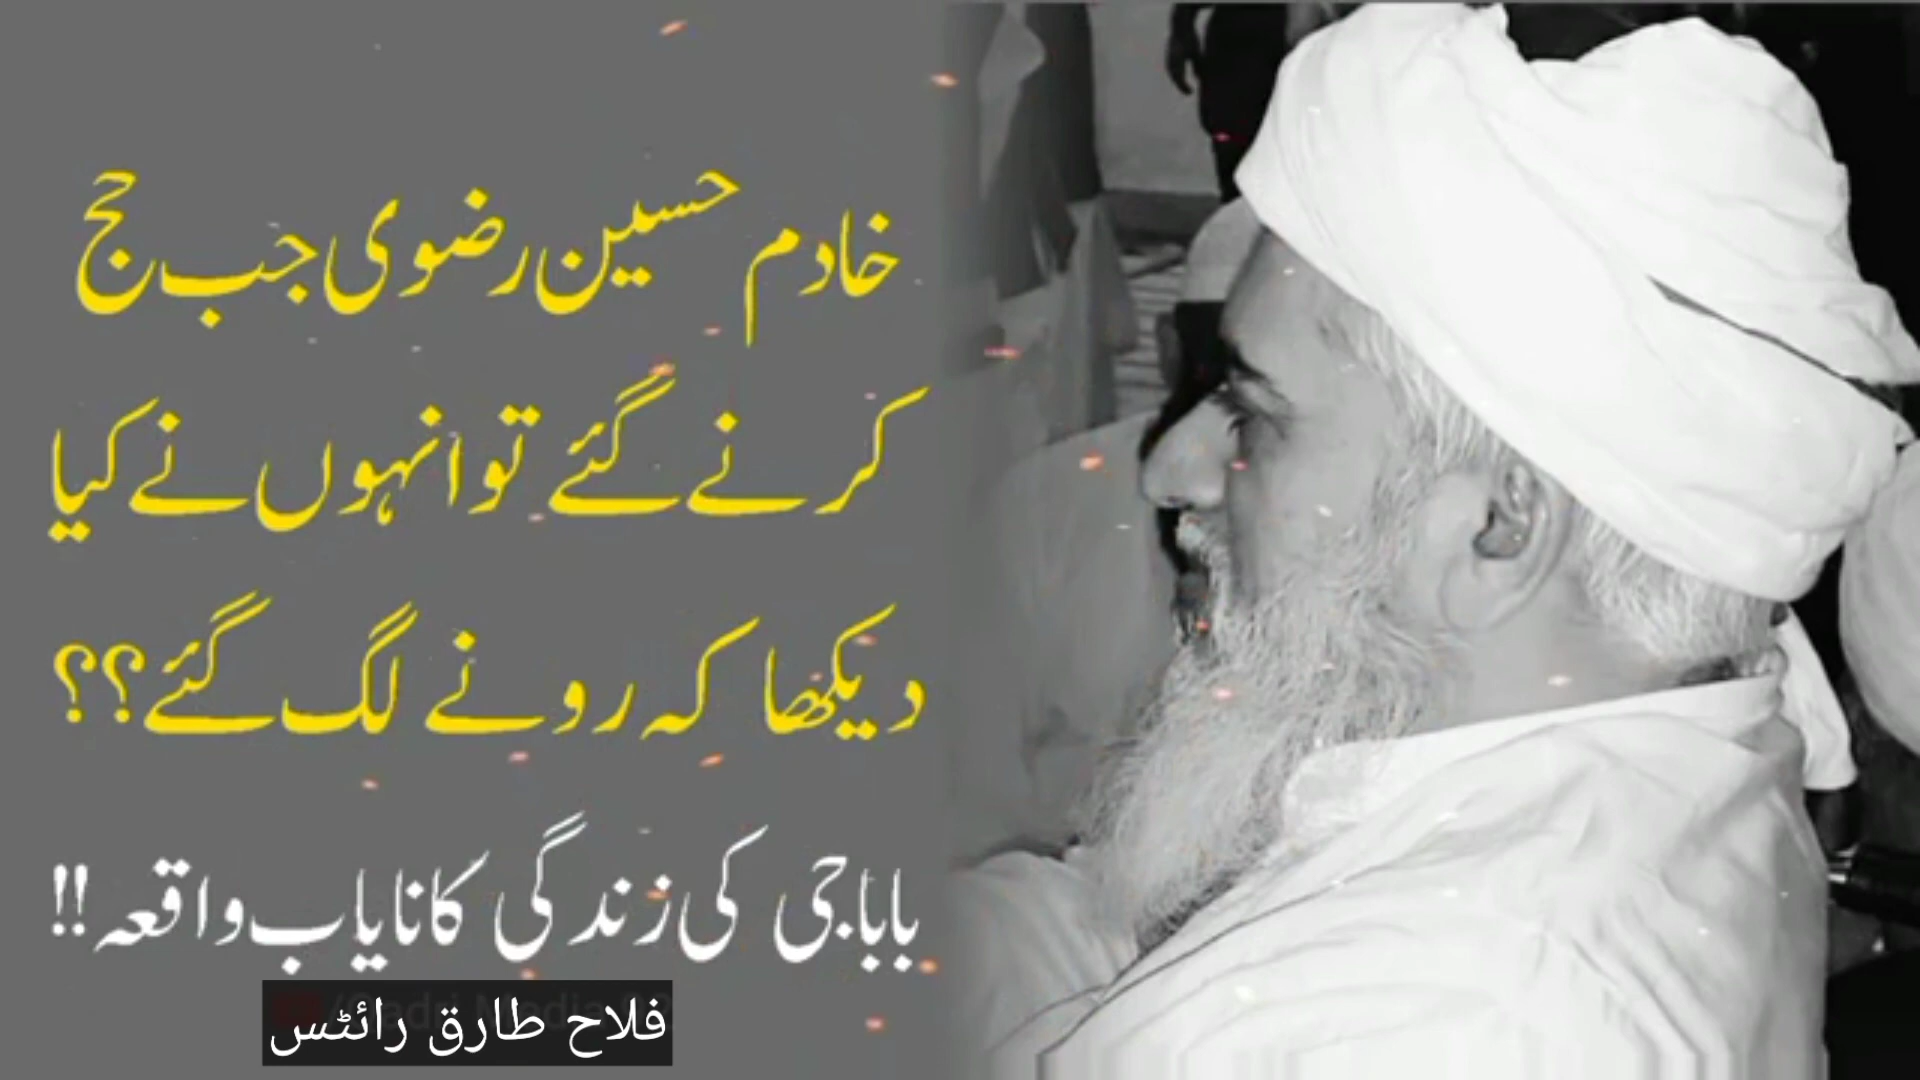 خادم حسین رضوی جب حج
کرنے گئے تو انہوں نے کیا
دیکھا کہ رونے لگ گئے؟؟
بابا جی کی زندگی کا نایاب واقعہ!!
فلاح طارق رائٹس